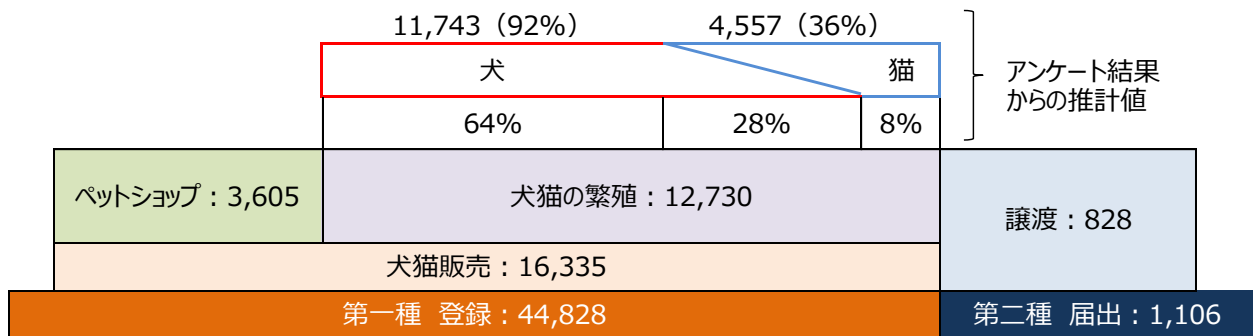 11,743（92%）
4,557（36%）
犬
猫
アンケート結果
からの推計値
64%
28%
8%
ペットショップ：3,605
犬猫の繁殖：12,730
譲渡：828
犬猫販売：16,335
第一種 登録：44,828
第二種 届出：1,106